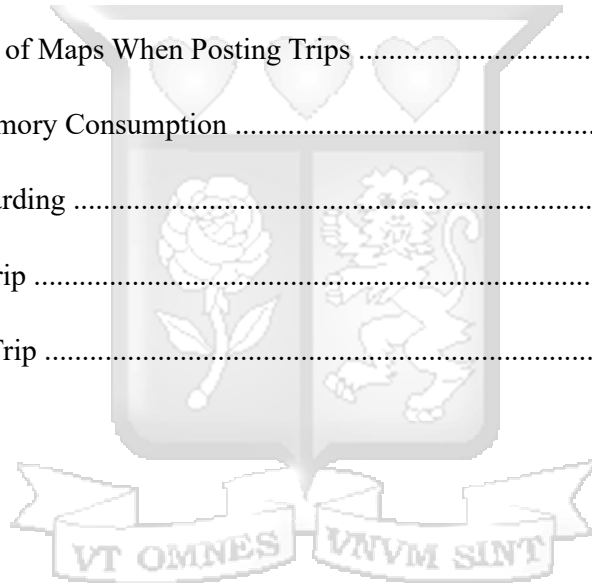 of Maps When Posting Trips ..............................
mory Consumption ..............................................
rding ....................................................................
rip .........................................................................
Trip .......................................................................
VT OMNES VNVM SINT